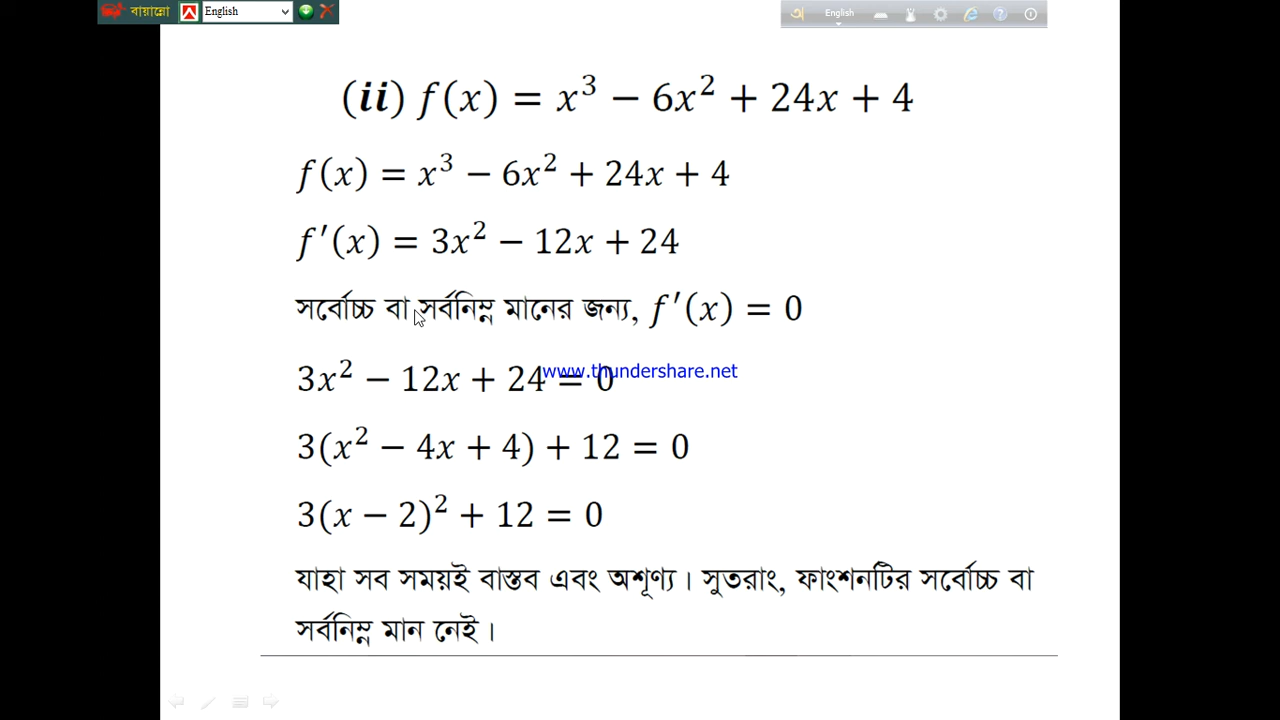 বায়ান্নো English English
(ii) f(x) = x³ − 6x² + 24x + 4
f(x) = x³ − 6x² + 24x + 4
f′(x) = 3x² − 12x + 24
সর্বোচ্চ বা সর্বনিম্ন মানের জন্য, f′(x) = 0
www.thundershare.net
3x² − 12x + 24 = 0
3(x² − 4x + 4) + 12 = 0
3(x − 2)² + 12 = 0
যাহা সব সময়ই বাস্তব এবং অশূণ্য। সুতরাং, ফাংশনটির সর্বোচ্চ বা
সর্বনিম্ন মান নেই।